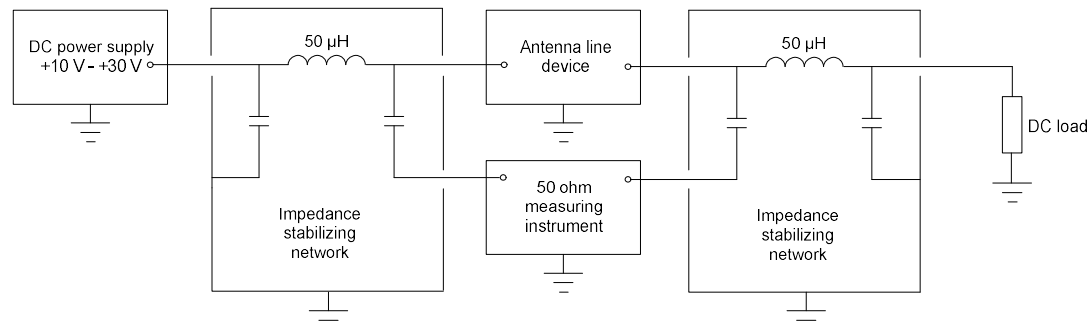 DC power supply
+10 V - +30 V
50 µH
Antenna line
device
50 µH
DC load
50 ohm
measuring
instrument
Impedance
stabilizing
network
Impedance
stabilizing
network